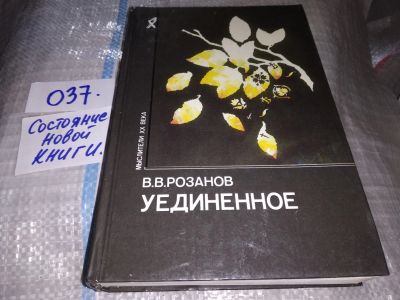 037.
Состояние
Новой
КНИГИ.
МЫСЛИТЕЛИ XX ВЕКА
В.В.РОЗАНОВ
УЕДИНЕННОЕ